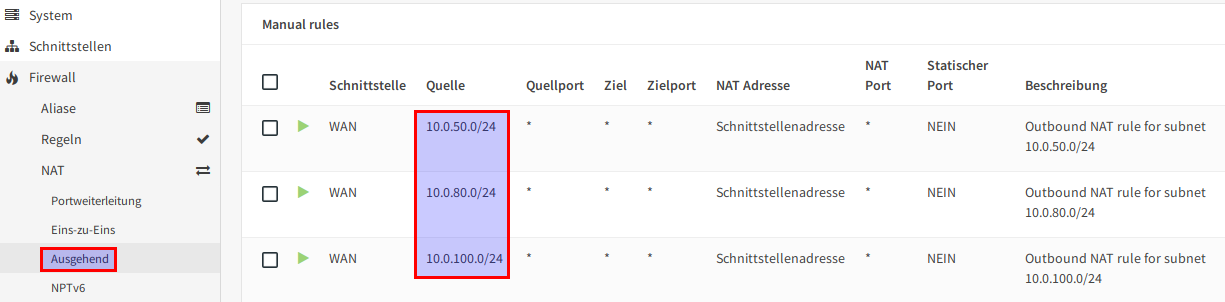 System
Schnittstellen
Firewall
Aliase
Regeln
NAT
Portweiterleitung
Eins-zu-Eins
Ausgehend
NPTv6
Manual rules
Schnittstelle Quelle Quellport Ziel Zielport NAT Adresse NAT Port Statischer Port Beschreibung
WAN 10.0.50.0/24 * * * Schnittstellenadresse * NEIN Outbound NAT rule for subnet
10.0.50.0/24
WAN 10.0.80.0/24 * * * Schnittstellenadresse * NEIN Outbound NAT rule for subnet
10.0.80.0/24
WAN 10.0.100.0/24 * * * Schnittstellenadresse * NEIN Outbound NAT rule for subnet
10.0.100.0/24